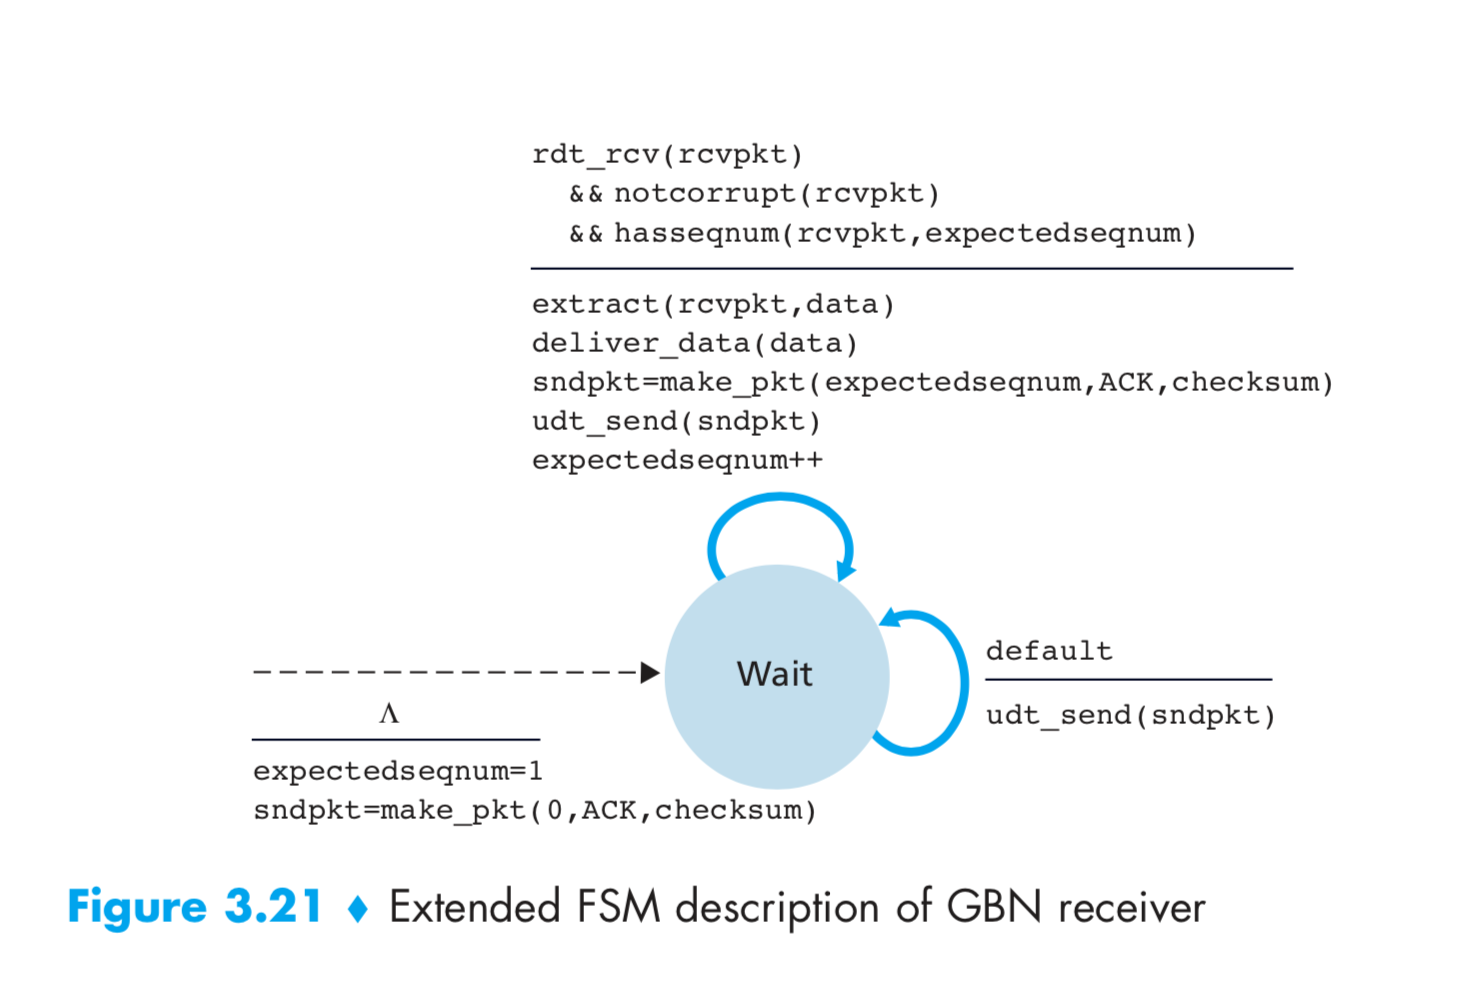 rdt_rcv(rcvpkt)
&& notcorrupt(rcvpkt)
&& hasseqnum(rcvpkt,expectedseqnum)
extract(rcvpkt,data)
deliver_data(data)
sndpkt=make_pkt(expectedseqnum,ACK,checksum)
udt_send(sndpkt)
expectedseqnum++
Wait
default
udt_send(sndpkt)
Λ
expectedseqnum=1
sndpkt=make_pkt(0,ACK,checksum)
Figure 3.21 ♦ Extended FSM description of GBN receiver